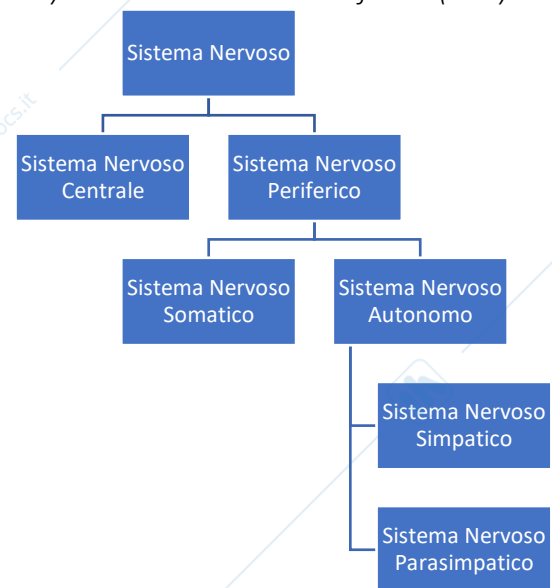 Sistema Nervoso
Sistema Nervoso
Centrale
Sistema Nervoso
Periferico
Sistema Nervoso
Somatico
Sistema Nervoso
Autonomo
Sistema Nervoso
Simpatico
Sistema Nervoso
Parasimpatico